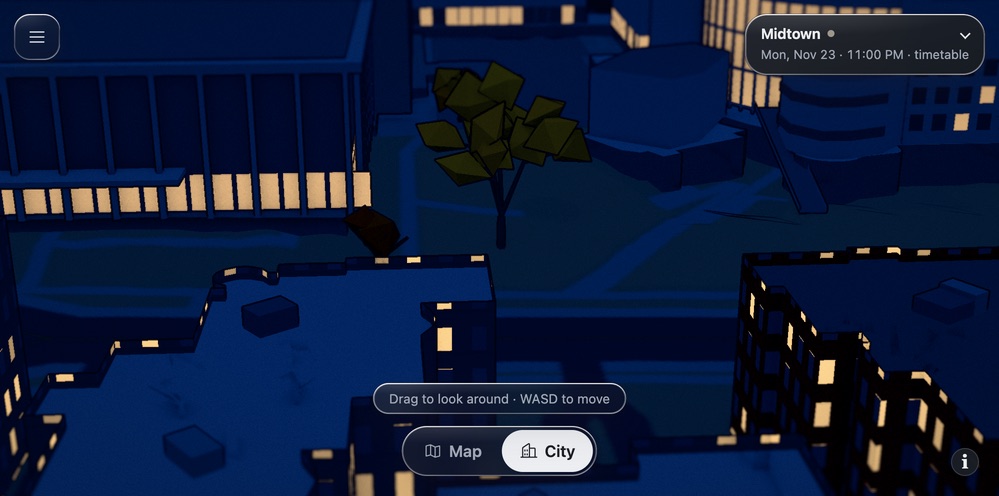 Midtown
Mon, Nov 23 · 11:00 PM · timetable
Drag to look around · WASD to move
Map
City